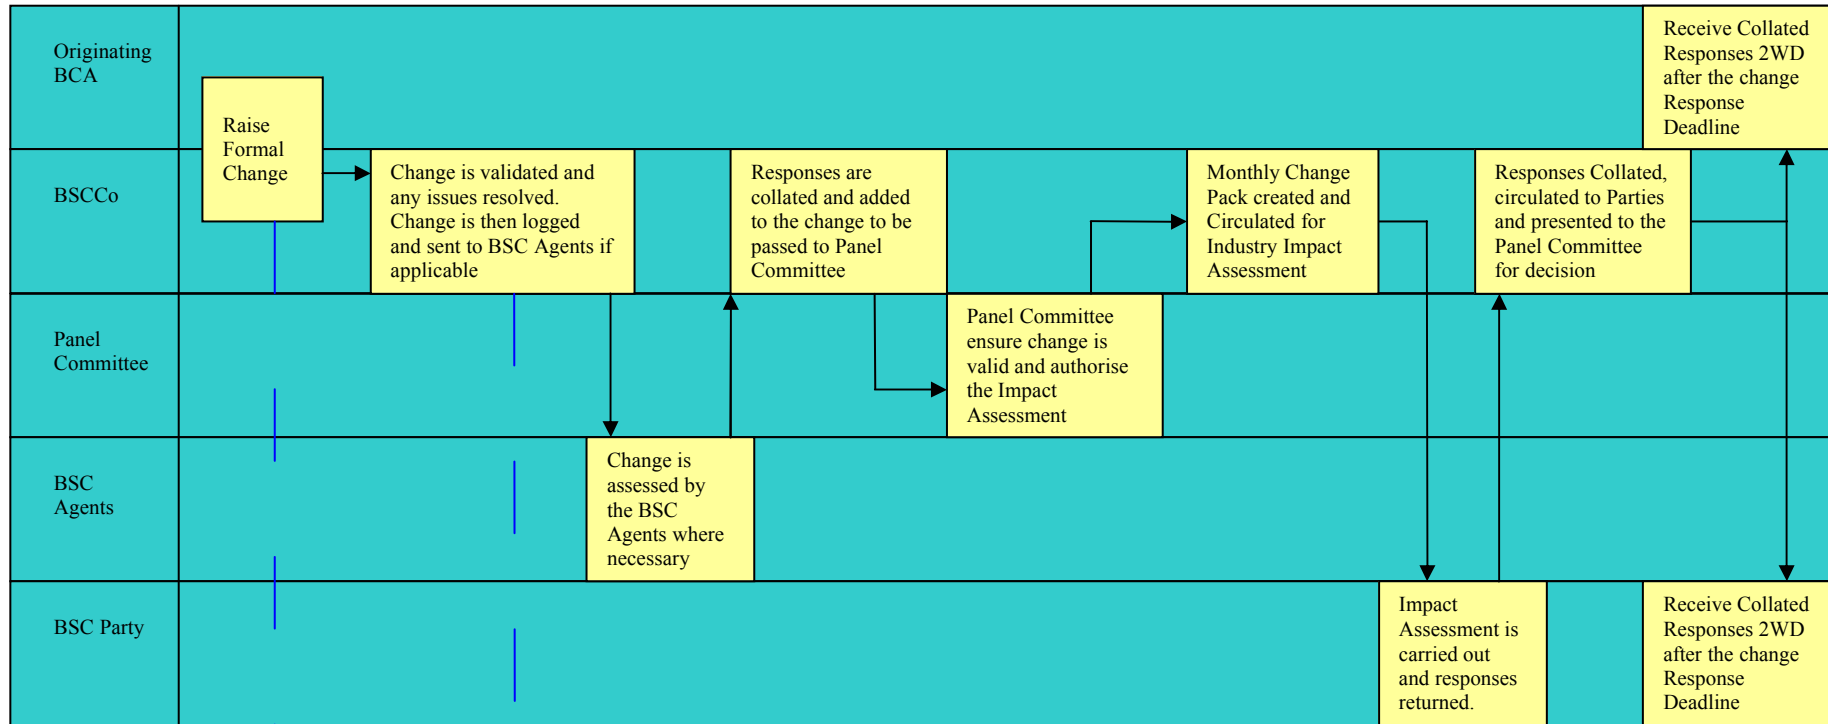 Originating
BCA
Raise
Formal
Change
Receive Collated
Responses 2WD
after the change
Response
Deadline
BSCCo
Change is validated and
any issues resolved.
Change is then logged
and sent to BSC Agents if
applicable
Responses are
collated and added
to the change to be
passed to Panel
Committee
Monthly Change
Pack created and
Circulated for
Industry Impact
Assessment
Responses Collated,
circulated to Parties
and presented to the
Panel Committee
for decision
Panel
Committee
Panel Committee
ensure change is
valid and authorise
the Impact
Assessment
BSC
Agents
Change is
assessed by
the BSC
Agents where
necessary
BSC Party
Impact
Assessment is
carried out
and responses
returned.
Receive Collated
Responses 2WD
after the change
Response
Deadline